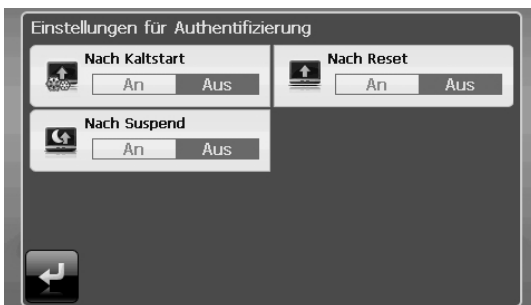 Einstellungen für Authentifizierung
Nach Kaltstart
An Aus
Nach Reset
An Aus
Nach Suspend
An Aus